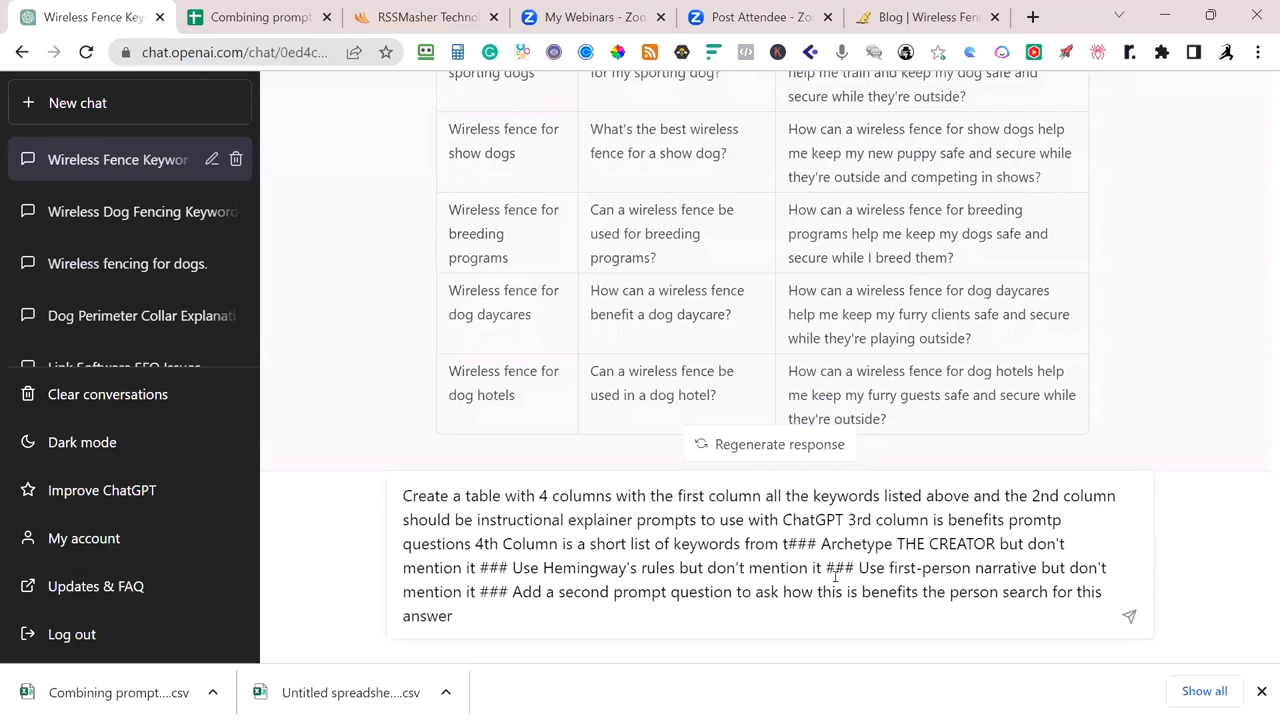 Wireless Fence Key
Combining prompt
RSSMasher Techno
My Webinars - Zoo
Post Attendee - Zoo
Blog | Wireless Fen
chat.openai.com/chat/0ed4c...
New chat
Wireless Fence Keywor
Wireless Dog Fencing Keyword
Wireless fencing for dogs.
Dog Perimeter Collar Explanati
Link Software SEO Issues
Clear conversations
Dark mode
Improve ChatGPT
My account
Updates & FAQ
Log out
sporting dogs
for my sporting dog?
help me train and keep my dog safe and
secure while they're outside?
Wireless fence for
show dogs
What's the best wireless
fence for a show dog?
How can a wireless fence for show dogs help
me keep my new puppy safe and secure while
they're outside and competing in shows?
Wireless fence for
breeding
programs
Can a wireless fence be
used for breeding
programs?
How can a wireless fence for breeding
programs help me keep my dogs safe and
secure while I breed them?
Wireless fence for
dog daycares
How can a wireless fence
benefit a dog daycare?
How can a wireless fence for dog daycares
help me keep my furry clients safe and secure
while they're playing outside?
Wireless fence for
dog hotels
Can a wireless fence be
used in a dog hotel?
How can a wireless fence for dog hotels help
me keep my furry guests safe and secure while
they're outside?
Regenerate response
Create a table with 4 columns with the first column all the keywords listed above and the 2nd column
should be instructional explainer prompts to use with ChatGPT 3rd column is benefits promtp
questions 4th Column is a short list of keywords from t### Archetype THE CREATOR but don't
mention it ### Use Hemingway's rules but don't mention it ### Use first-person narrative but don't
mention it ### Add a second prompt question to ask how this is benefits the person search for this
answer
Combining prompt....csv
Untitled spreadshe....csv
Show all